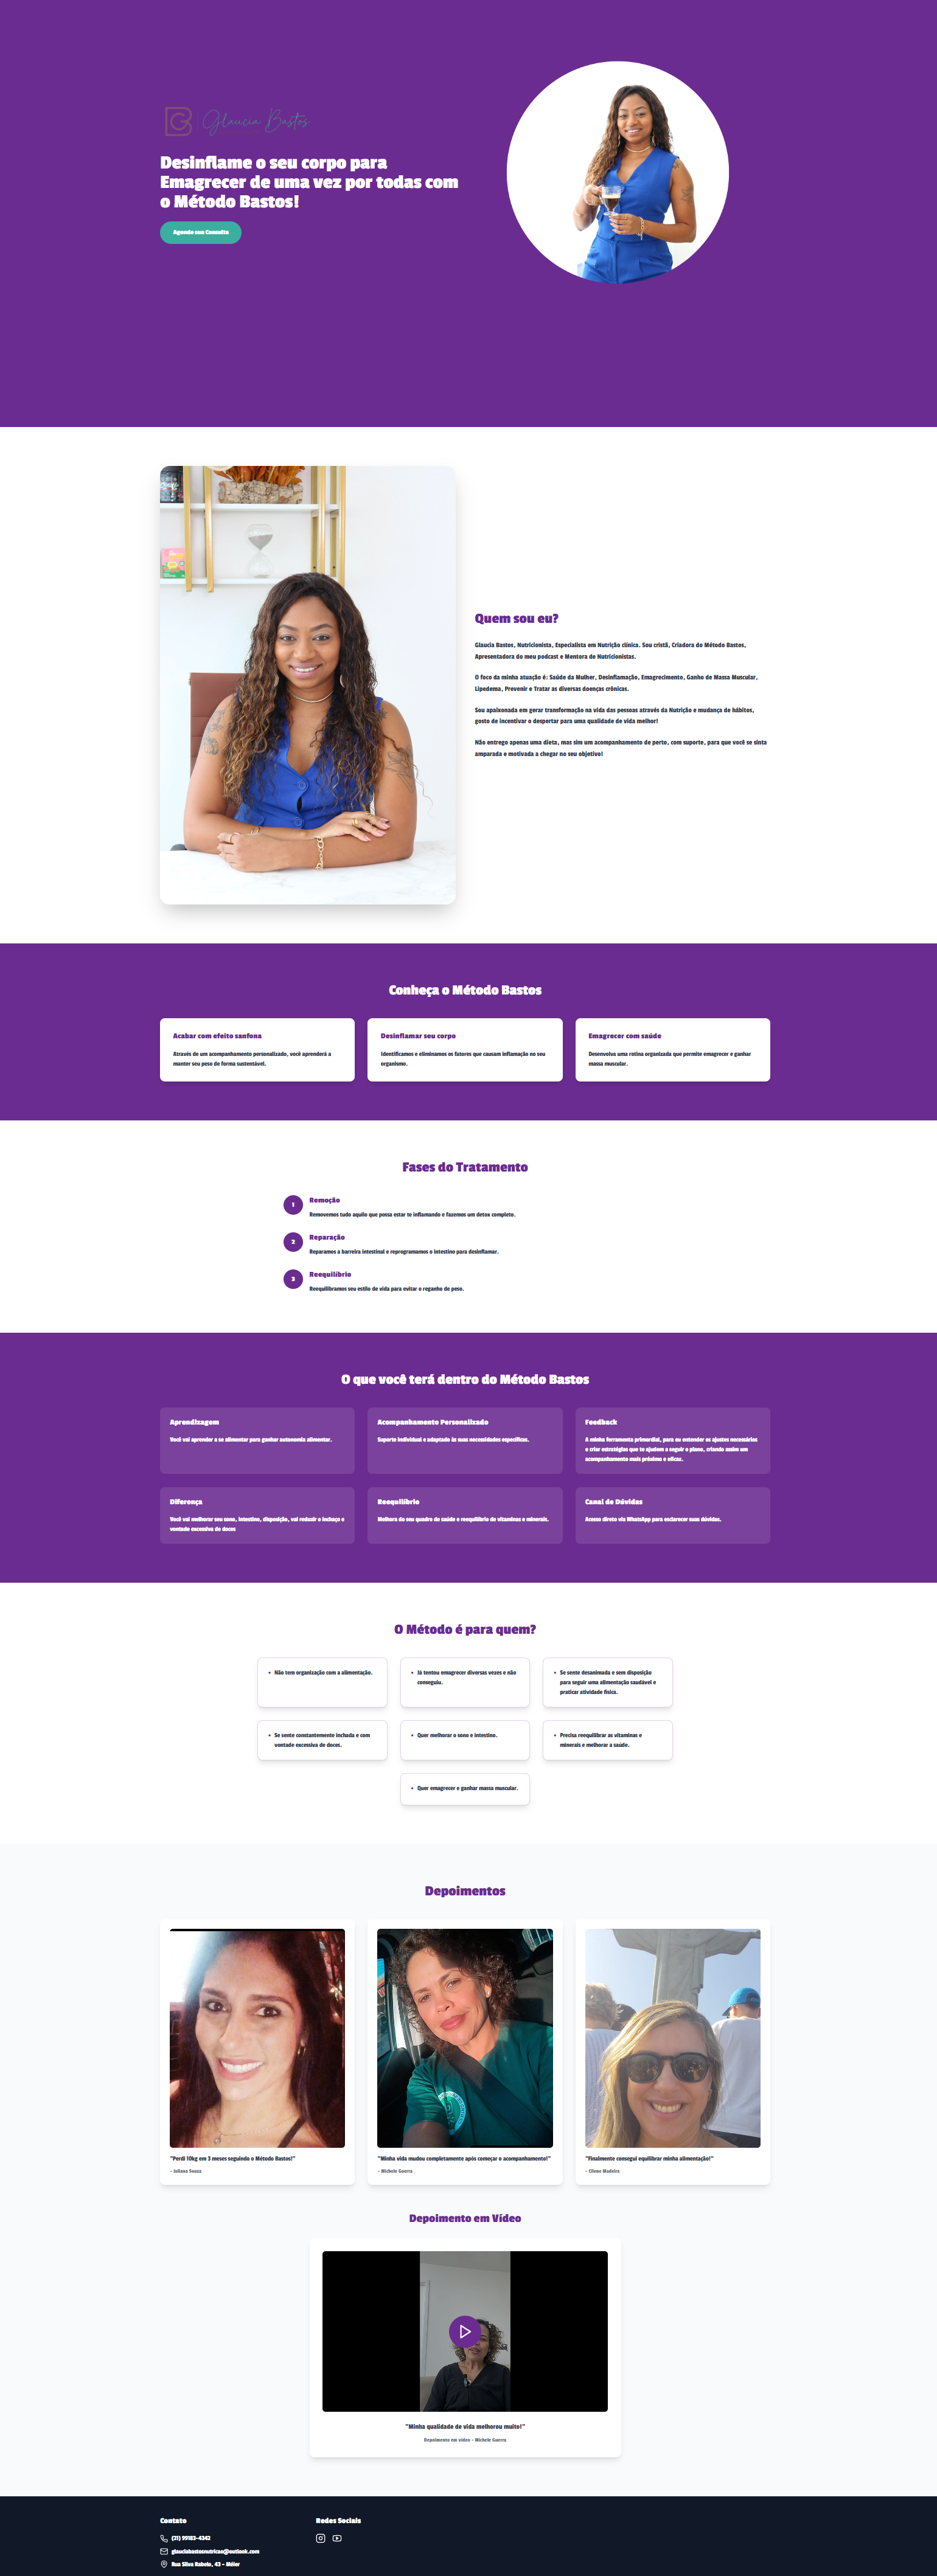 Glaucia Bastos
Desinflame o seu corpo para
Emagrecer de uma vez por todas com
o Método Bastos!
Agende sua Consulta
Quem sou eu?
Glaucia Bastos, Nutricionista, Especialista em Nutrição clínica. Sou cristã, Criadora do Método Bastos,
Apresentadora do meu podcast e Mentora de Nutricionistas.
O foco da minha atuação é: Saúde da Mulher, Desinflamação, Emagrecimento, Ganho de Massa Muscular,
Lipedema, Prevenir e Tratar as diversas doenças crônicas.
Sou apaixonada em gerar transformação na vida das pessoas através da Nutrição e mudança de hábitos,
gosto de incentivar o despertar para uma qualidade de vida melhor!
Não entrego apenas uma dieta, mas sim um acompanhamento de perto, com suporte, para que você se sinta
amparada e motivada a chegar no seu objetivo!
Conheça o Método Bastos
Acabar com efeito sanfona
Através de um acompanhamento personalizado, você aprenderá a
manter seu peso de forma sustentável.
Desinflamar seu corpo
Identificamos e eliminamos os fatores que causam inflamação no seu
organismo.
Emagrecer com saúde
Desenvolva uma rotina organizada que permite emagrecer e ganhar
massa muscular.
Fases do Tratamento
1
Remoção
Removemos tudo aquilo que possa estar te inflamando e fazemos um detox completo.
2
Reparação
Reparamos a barreira intestinal e reprogramamos o intestino para desinflamar.
3
Reequilíbrio
Reequilibramos seu estilo de vida para evitar o reganho de peso.
O que você terá dentro do Método Bastos
Aprendizagem
Você vai aprender a se alimentar para ganhar autonomia alimentar.
Acompanhamento Personalizado
Suporte individual e adaptado às suas necessidades específicas.
Feedback
A minha ferramenta primordial, para eu entender os ajustes necessários
e criar estratégias que te ajudem a seguir o plano, criando assim um
acompanhamento mais próximo e eficaz.
Diferença
Você vai melhorar seu sono, intestino, disposição, vai reduzir o inchaço e
vontade excessiva de doces
Reequilíbrio
Melhora do seu quadro de saúde e reequilíbrio de vitaminas e minerais.
Canal de Dúvidas
Acesso direto via WhatsApp para esclarecer suas dúvidas.
O Método é para quem?
• Não tem organização com a alimentação.
• Já tentou emagrecer diversas vezes e não
conseguiu.
• Se sente desanimada e sem disposição
para seguir uma alimentação saudável e
praticar atividade física.
• Se sente constantemente inchada e com
vontade excessiva de doces.
• Quer melhorar o sono e intestino.
• Precisa reequilibrar as vitaminas e
minerais e melhorar a saúde.
• Quer emagrecer e ganhar massa muscular.
Depoimentos
"Perdi 10kg em 3 meses seguindo o Método Bastos!"
- Juliana Souza
"Minha vida mudou completamente após começar o acompanhamento!"
- Michele Guerra
"Finalmente consegui equilibrar minha alimentação!"
- Cilene Madeira
Depoimento em Vídeo
"Minha qualidade de vida melhorou muito!"
Depoimento em vídeo - Michele Guerra
Contato
(21) 99183-4342
glauciabastosnutricao@outlook.com
Rua Silva Rabelo, 43 - Méier
Redes Sociais